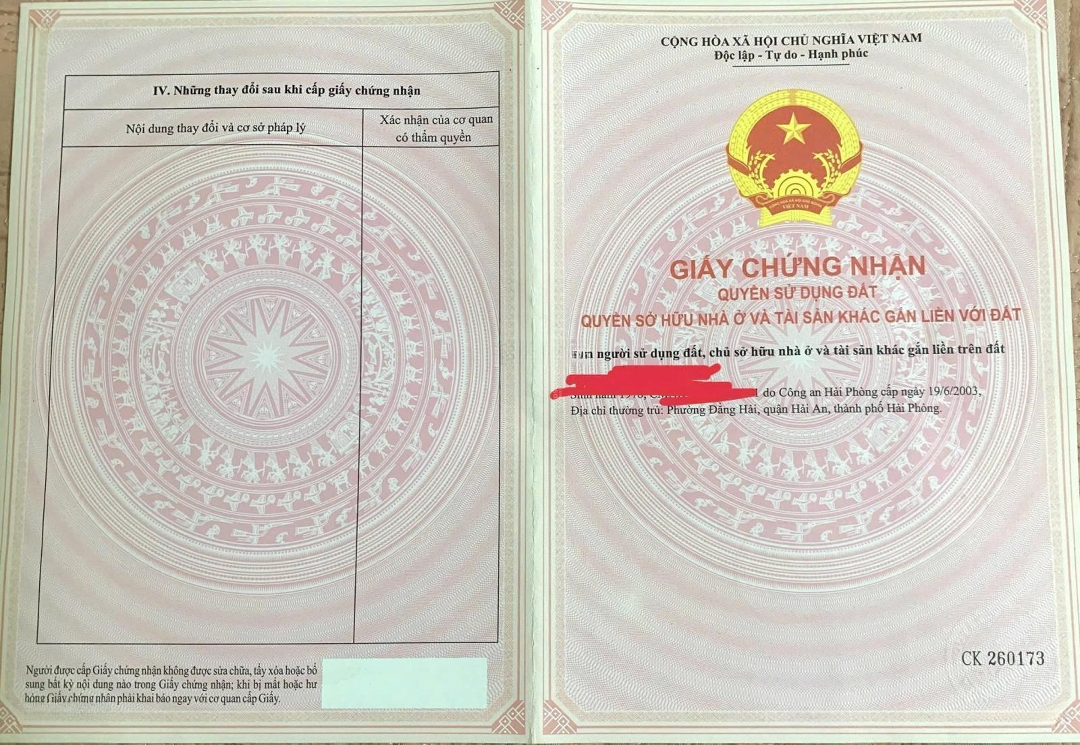 IV. Những thay đổi sau khi cấp giấy chứng nhận
Nội dung thay đổi và cơ sở pháp lý
Xác nhận của cơ quan
có thẩm quyền
Người được cấp Giấy chứng nhận không được sửa chữa, tẩy xóa hoặc bổ
sung bất kỳ nội dung nào trong Giấy chứng nhận; khi bị mất hoặc hư
hỏng Giấy chứng nhận phải khai báo ngay với cơ quan cấp Giấy.
CỘNG HÒA XÃ HỘI CHỦ NGHĨA VIỆT NAM
Độc lập - Tự do - Hạnh phúc
VIỆT NAM
GIẤY CHỨNG NHẬN
QUYỀN SỬ DỤNG ĐẤT
QUYỀN SỞ HỮU NHÀ Ở VÀ TÀI SẢN KHÁC GẮN LIỀN VỚI ĐẤT
người sử dụng đất, chủ sở hữu nhà ở và tài sản khác gắn liền trên đất
do Công an Hải Phòng cấp ngày 19/6/2003,
Địa chỉ thường trú: Phường Đằng Hải, quận Hải An, thành phố Hải Phòng.
CK 260173